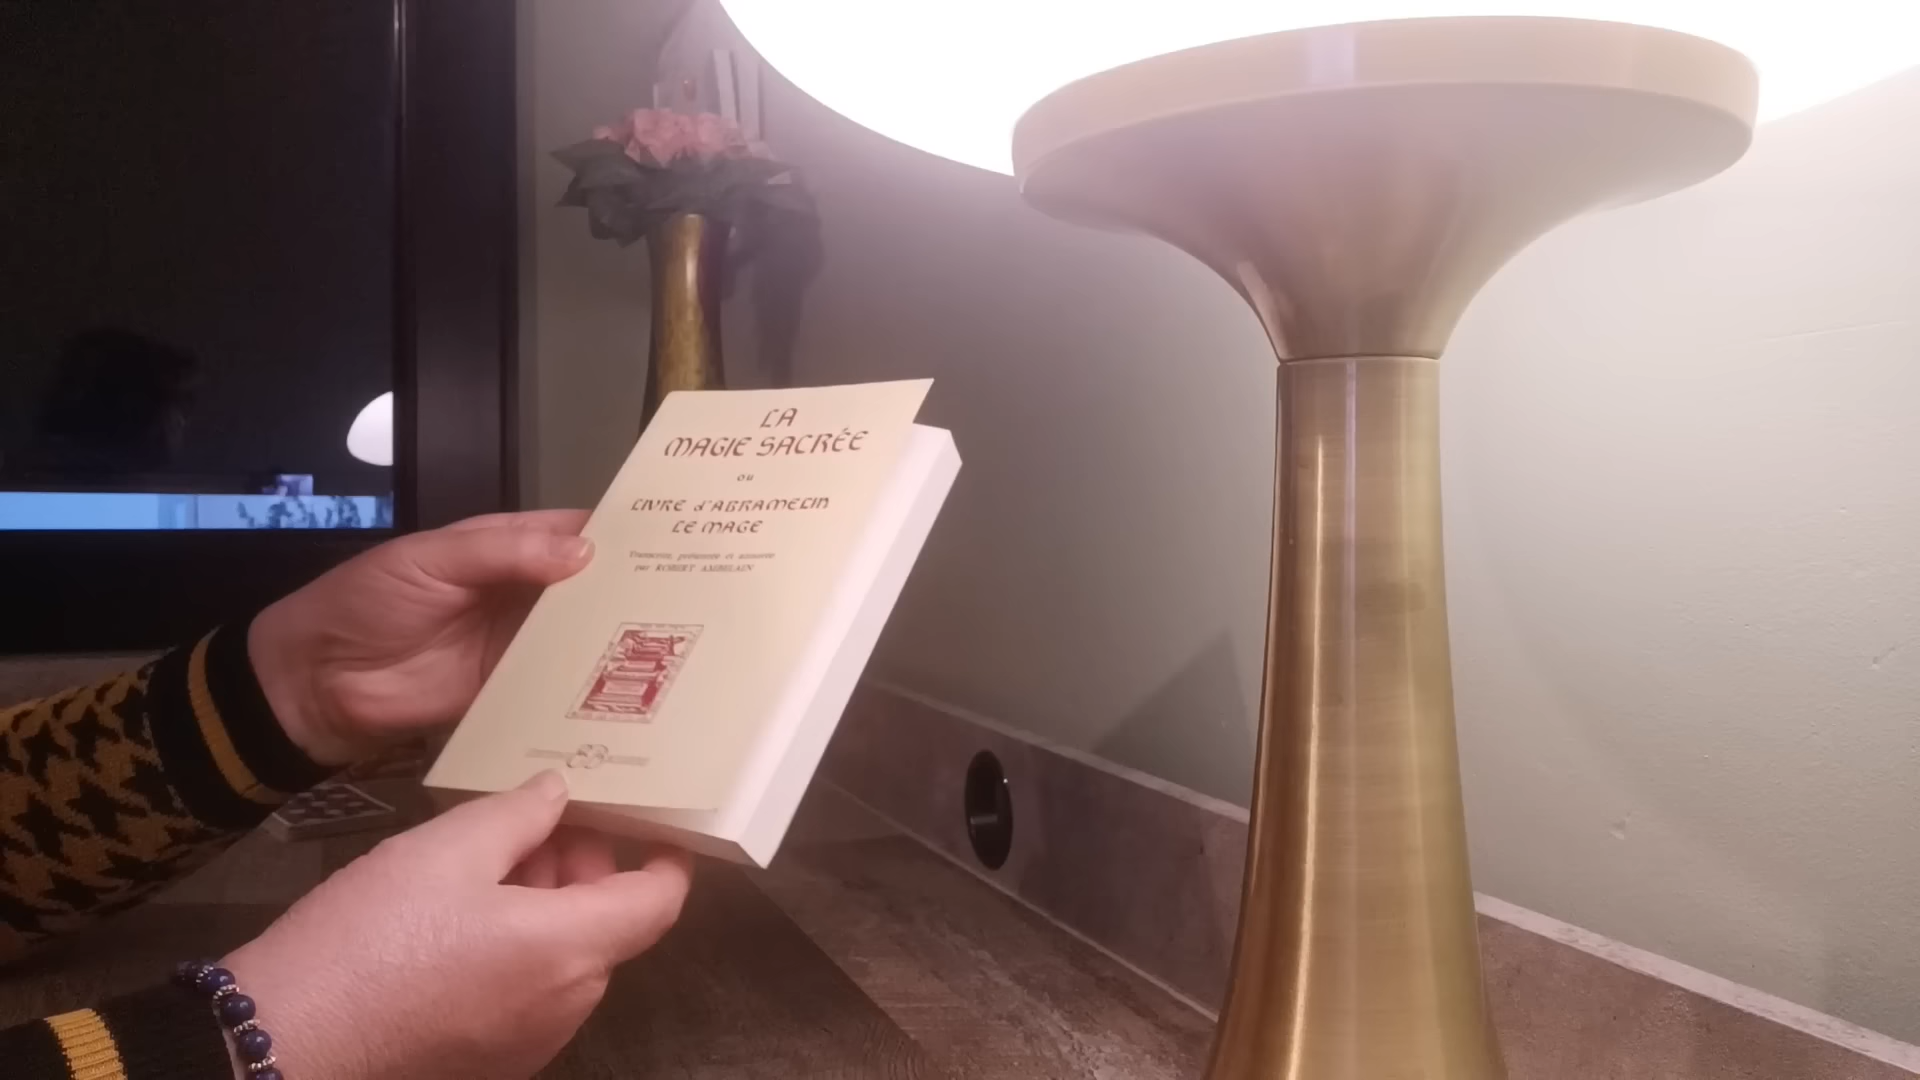 LA
MAGIE SACRÉE
ou
LIVRE d'ABRAMELIN
LE MAGE
Transcrite, présentée et annotée
par ROBERT AMBELAIN